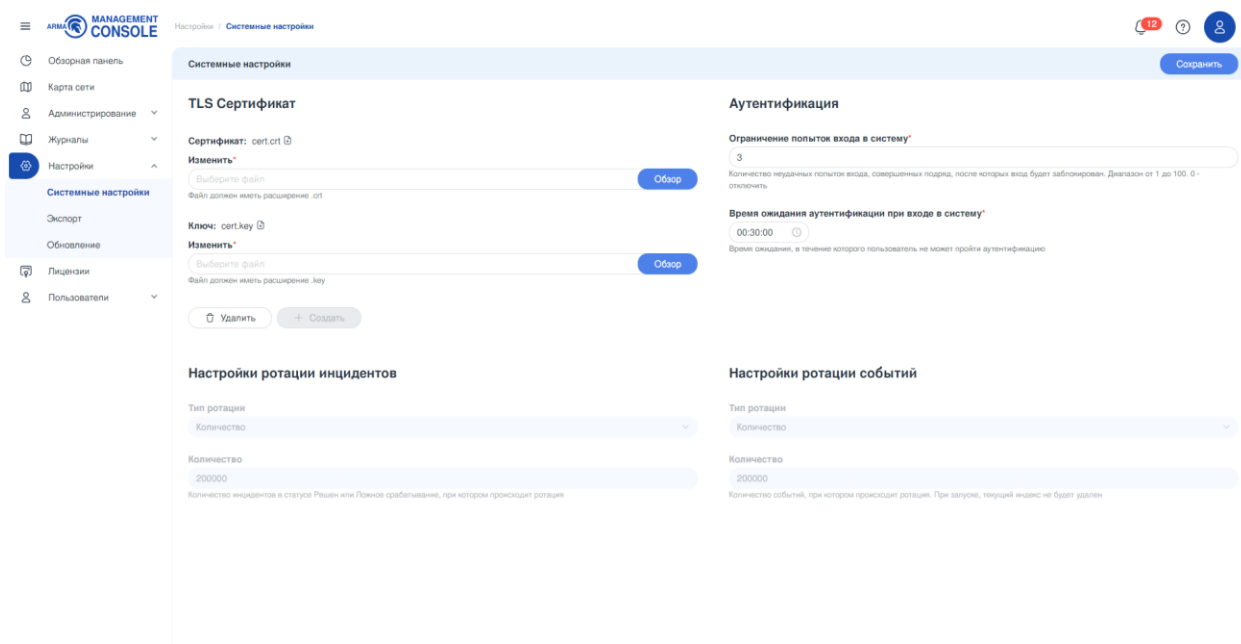 ARMA MANAGEMENT CONSOLE
Настройки / Системные настройки
12
Обзорная панель
Карта сети
Администрирование
Журналы
Настройки
Системные настройки
Экспорт
Обновление
Лицензии
Пользователи
Системные настройки
Сохранить
TLS Сертификат
Сертификат: cert.crt
Изменить*
Выберите файл
Обзор
Файл должен иметь расширение .crt
Ключ: cert.key
Изменить*
Выберите файл
Обзор
Файл должен иметь расширение .key
Удалить
+ Создать
Аутентификация
Ограничение попыток входа в систему*
3
Количество неудачных попыток входа, совершенных подряд, после которых вход будет заблокирован. Диапазон от 1 до 100. 0 -
отключить
Время ожидания аутентификации при входе в систему*
00:30:00
Время ожидания, в течение которого пользователь не может пройти аутентификацию
Настройки ротации инцидентов
Тип ротации
Количество
Количество
200000
Количество инцидентов в статусе Решен или Ложное срабатывание, при котором происходит ротация
Настройки ротации событий
Тип ротации
Количество
Количество
200000
Количество событий, при котором происходит ротация. При запуске, текущий индекс не будет удален